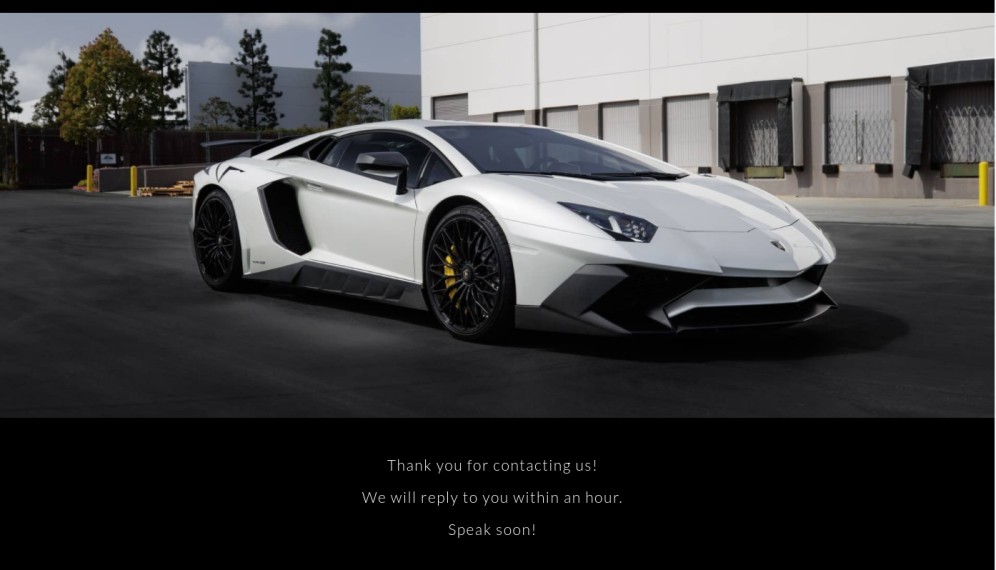 Thank you for contacting us!
We will reply to you within an hour.
Speak soon!